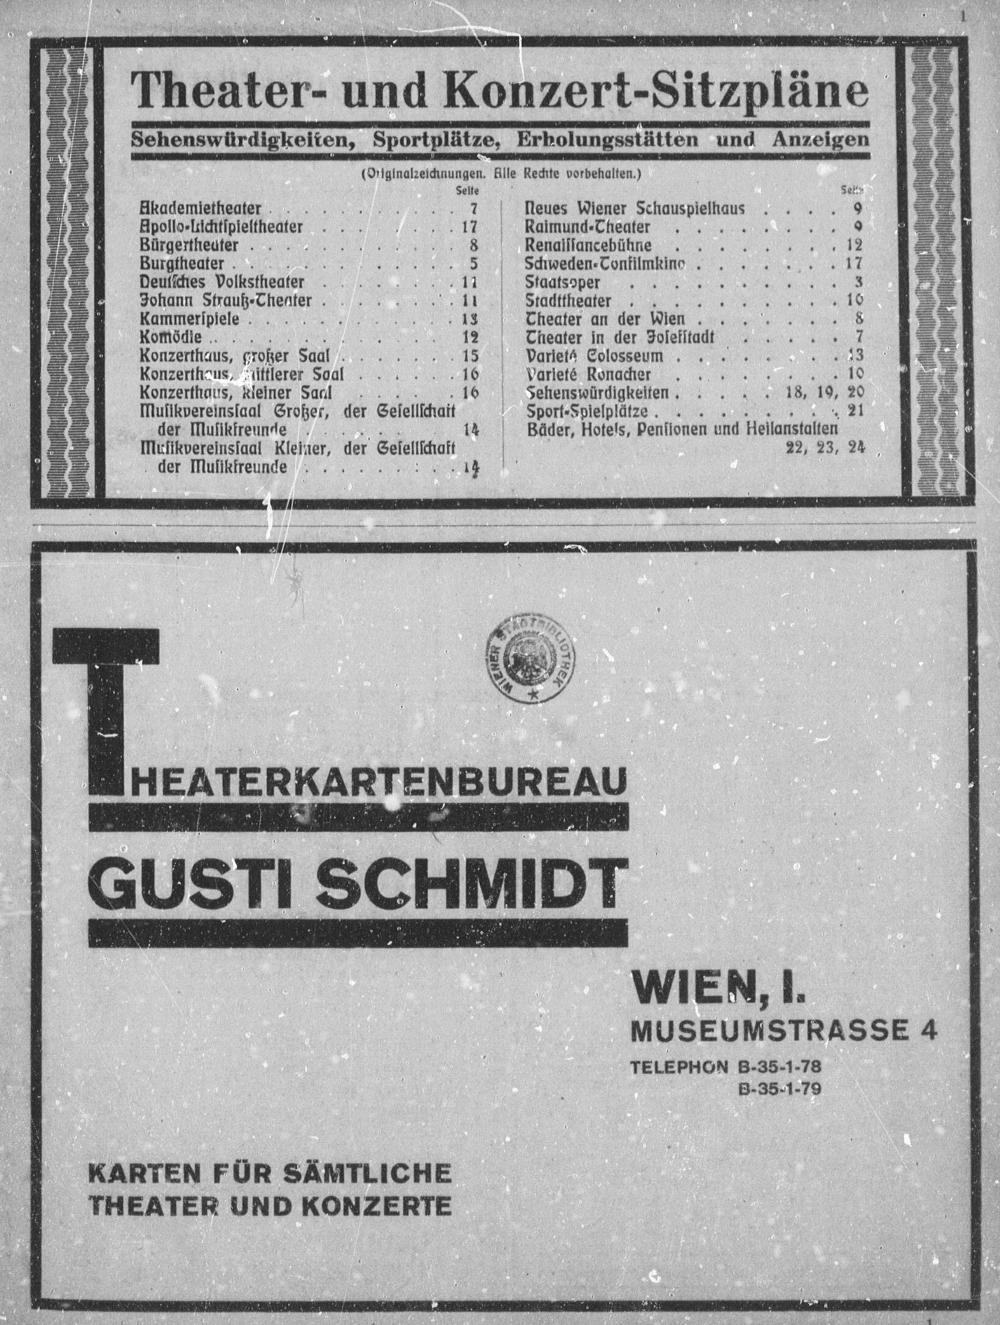 1
Theater- und Konzert-Sitzpläne
Sehenswürdigkeiten, Sportplätze, Erholungsstätten und Anzeigen
(Originalzeichnungen. Alle Rechte vorbehalten.)
Seite
Akademietheater . . . . . . . . . . 7
Apollo-Lichtspieltheater . . . . . . . 17
Bürgertheater . . . . . . . . . . . 8
Burgtheater . . . . . . . . . . . . 5
Deutsches Volkstheater . . . . . . . 11
Johann Strauß-Theater . . . . . . . 11
Kammerspiele . . . . . . . . . . . 13
Komödie . . . . . . . . . . . . . 12
Konzerthaus, großer Saal . . . . . . 15
Konzerthaus, mittlerer Saal . . . . . 16
Konzerthaus, kleiner Saal . . . . . . 16
Musikvereinssaal Großer, der Gesellschaft
der Musikfreunde . . . . . . . . 14
Musikvereinssaal Kleiner, der Gesellschaft
der Musikfreunde . . . . . . . . 14
Seite
Neues Wiener Schauspielhaus . . . . 9
Raimund-Theater . . . . . . . . . 9
Renaissancebühne . . . . . . . . . 12
Schweden-Tonfilmkino . . . . . . . 17
Staatsoper . . . . . . . . . . . . 3
Stadttheater . . . . . . . . . . . 10
Theater an der Wien . . . . . . . 8
Theater in der Josefstadt . . . . . 7
Varieté Colosseum . . . . . . . . 13
Varieté Ronacher . . . . . . . . 10
Sehenswürdigkeiten . . . . . 18, 19, 20
Sport-Spielplätze . . . . . . . . . 21
Bäder, Hotels, Pensionen und Heilanstalten
22, 23, 24
WIENER STADTBIBLIOTHEK
THEATERKARTENBUREAU
GUSTI SCHMIDT
WIEN, I.
MUSEUMSTRASSE 4
TELEPHON B-35-1-78
B-35-1-79
KARTEN FÜR SÄMTLICHE
THEATER UND KONZERTE
1